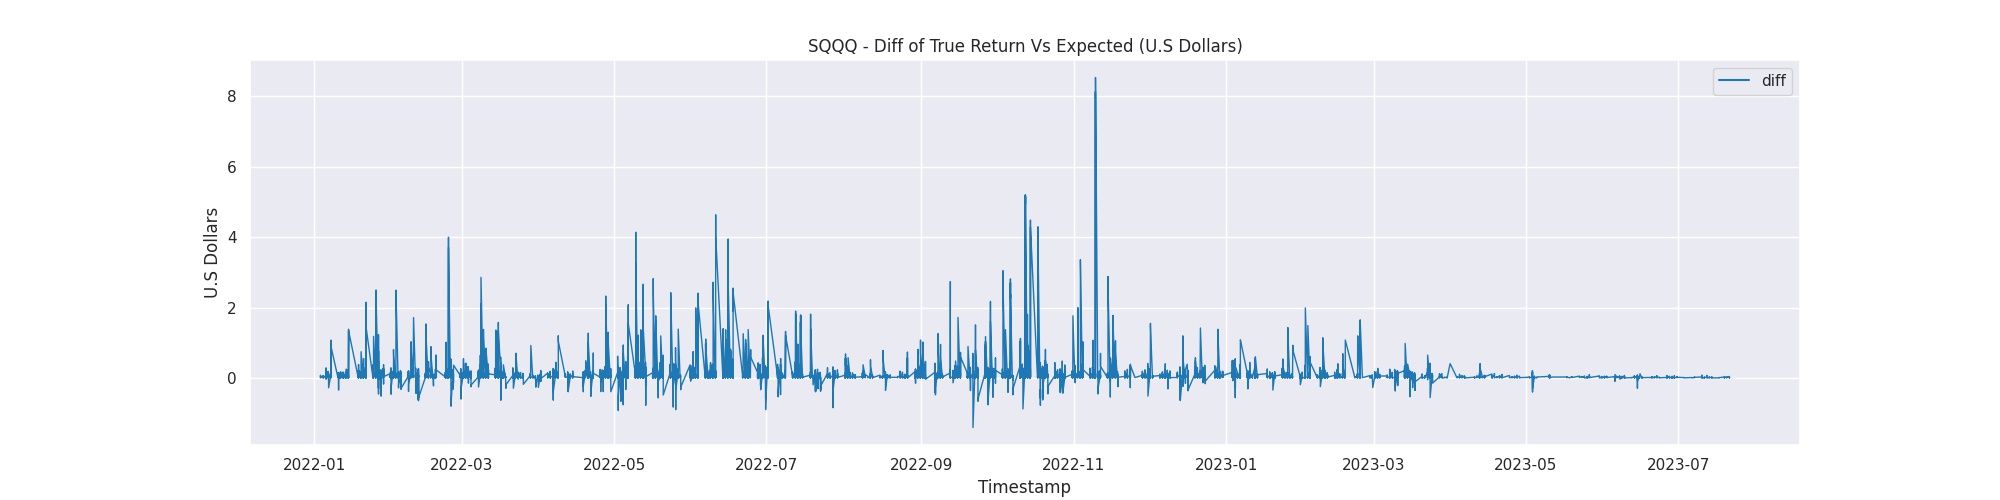 SQQQ - Diff of True Return Vs Expected (U.S Dollars)
diff
8
6
4
2
0
U.S Dollars
2022-01 2022-03 2022-05 2022-07 2022-09 2022-11 2023-01 2023-03 2023-05 2023-07
Timestamp